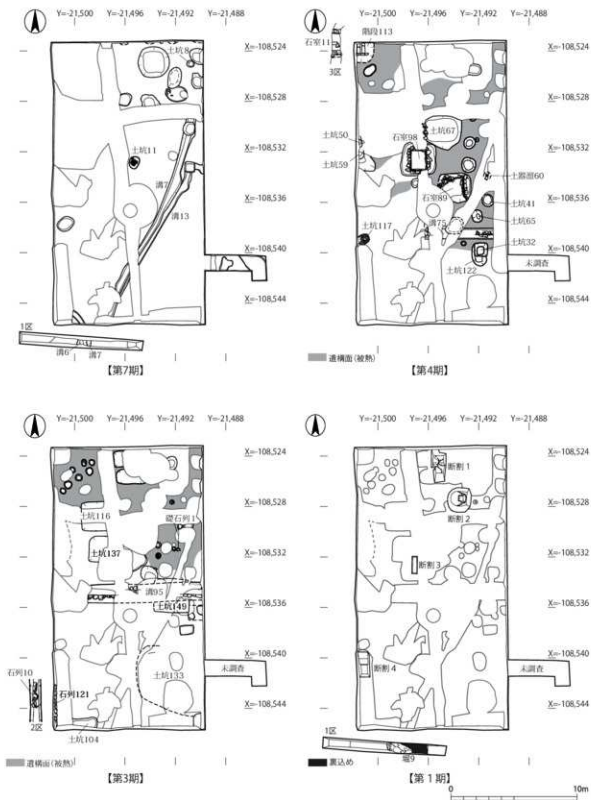 Y=-21,500 Y=-21,496 Y=-21,492 Y=-21,488
土坑8
X=-108,524
X=-108,528
土坑11
X=-108,532
溝7
溝13
X=-108,536
X=-108,540
X=-108,544
1区
溝6 溝7
【第7期】
Y=-21,500 Y=-21,496 Y=-21,492 Y=-21,488
石室11
階段113
3区
X=-108,524
X=-108,528
土坑50
石室98
土坑67
X=-108,532
土坑59
土器溜60
石室89
X=-108,536
土坑41
溝75
土坑65
土坑117
土坑32
X=-108,540
土坑122
未調査
X=-108,544
遺構面(被熱)
【第4期】
Y=-21,500 Y=-21,496 Y=-21,492 Y=-21,488
X=-108,524
X=-108,528
土坑116
礎石列1
土坑137
X=-108,532
溝95
X=-108,536
土坑149
X=-108,540
石列10
石列121
土坑133
未調査
X=-108,544
2区
土坑104
遺構面(被熱)
【第3期】
Y=-21,500 Y=-21,496 Y=-21,492 Y=-21,488
断割1
X=-108,524
断割2
X=-108,528
断割3
X=-108,532
X=-108,536
断割4
X=-108,540
未調査
X=-108,544
1区
堀9
裏込め
【第1期】
0 10m